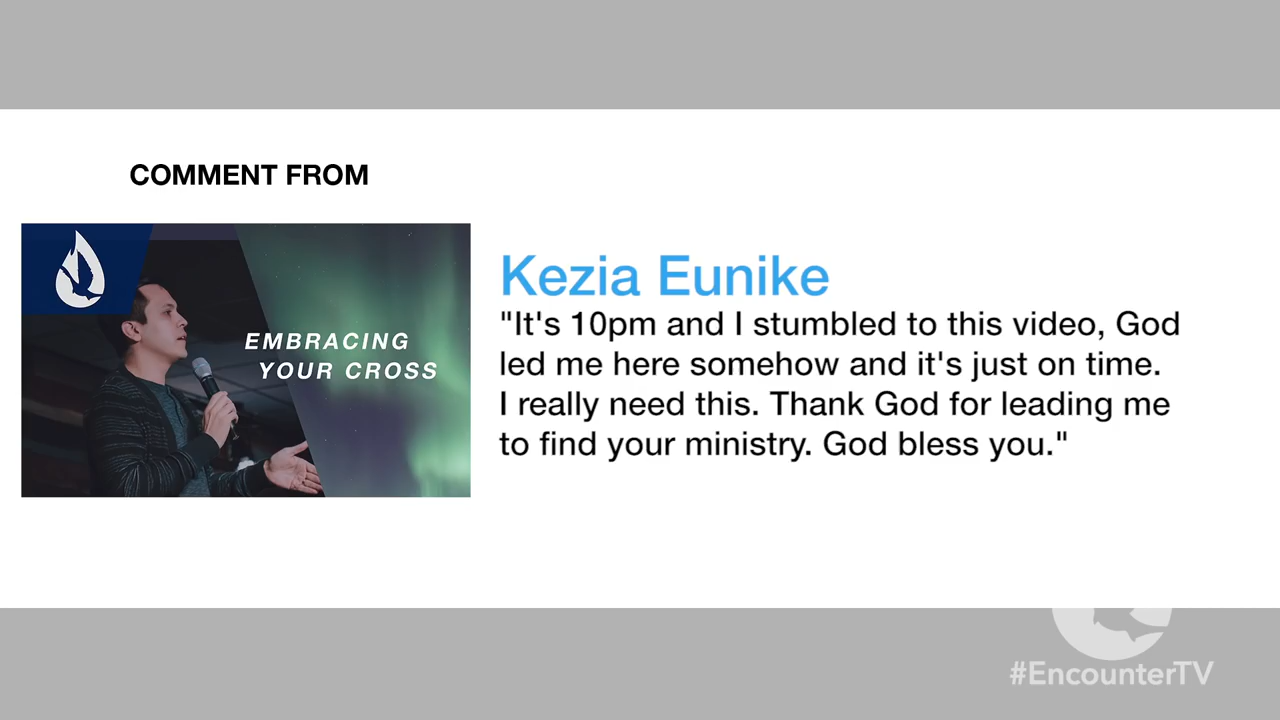 COMMENT FROM
EMBRACING
YOUR CROSS
Kezia Eunike
"It's 10pm and I stumbled to this video, God
led me here somehow and it's just on time.
I really need this. Thank God for leading me
to find your ministry. God bless you."
#EncounterTV